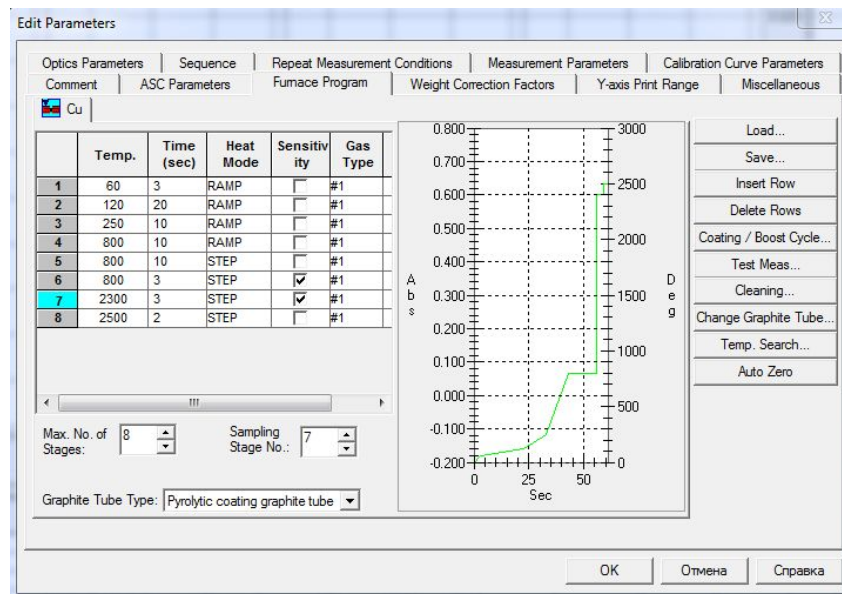 Edit Parameters
Optics Parameters Sequence Repeat Measurement Conditions Measurement Parameters Calibration Curve Parameters
Comment ASC Parameters Furnace Program Weight Correction Factors Y-axis Print Range Miscellaneous
Cu
Temp. Time (sec) Heat Mode Sensitivity Gas Type
1 60 3 RAMP #1
2 120 20 RAMP #1
3 250 10 RAMP #1
4 800 10 RAMP #1
5 800 10 STEP #1
6 800 3 STEP #1
7 2300 3 STEP #1
8 2500 2 STEP #1
Max. No. of Stages: 8
Sampling Stage No.: 7
Graphite Tube Type: Pyrolytic coating graphite tube
0.800
0.700
0.600
0.500
0.400
0.300
0.200
0.100
0.000
-0.100
-0.200
Abs
3000
2500
2000
1500
1000
500
0
Deg
0 25 50
Sec
Load...
Save...
Insert Row
Delete Rows
Coating / Boost Cycle...
Test Meas...
Cleaning...
Change Graphite Tube...
Temp. Search...
Auto Zero
OK Отмена Справка